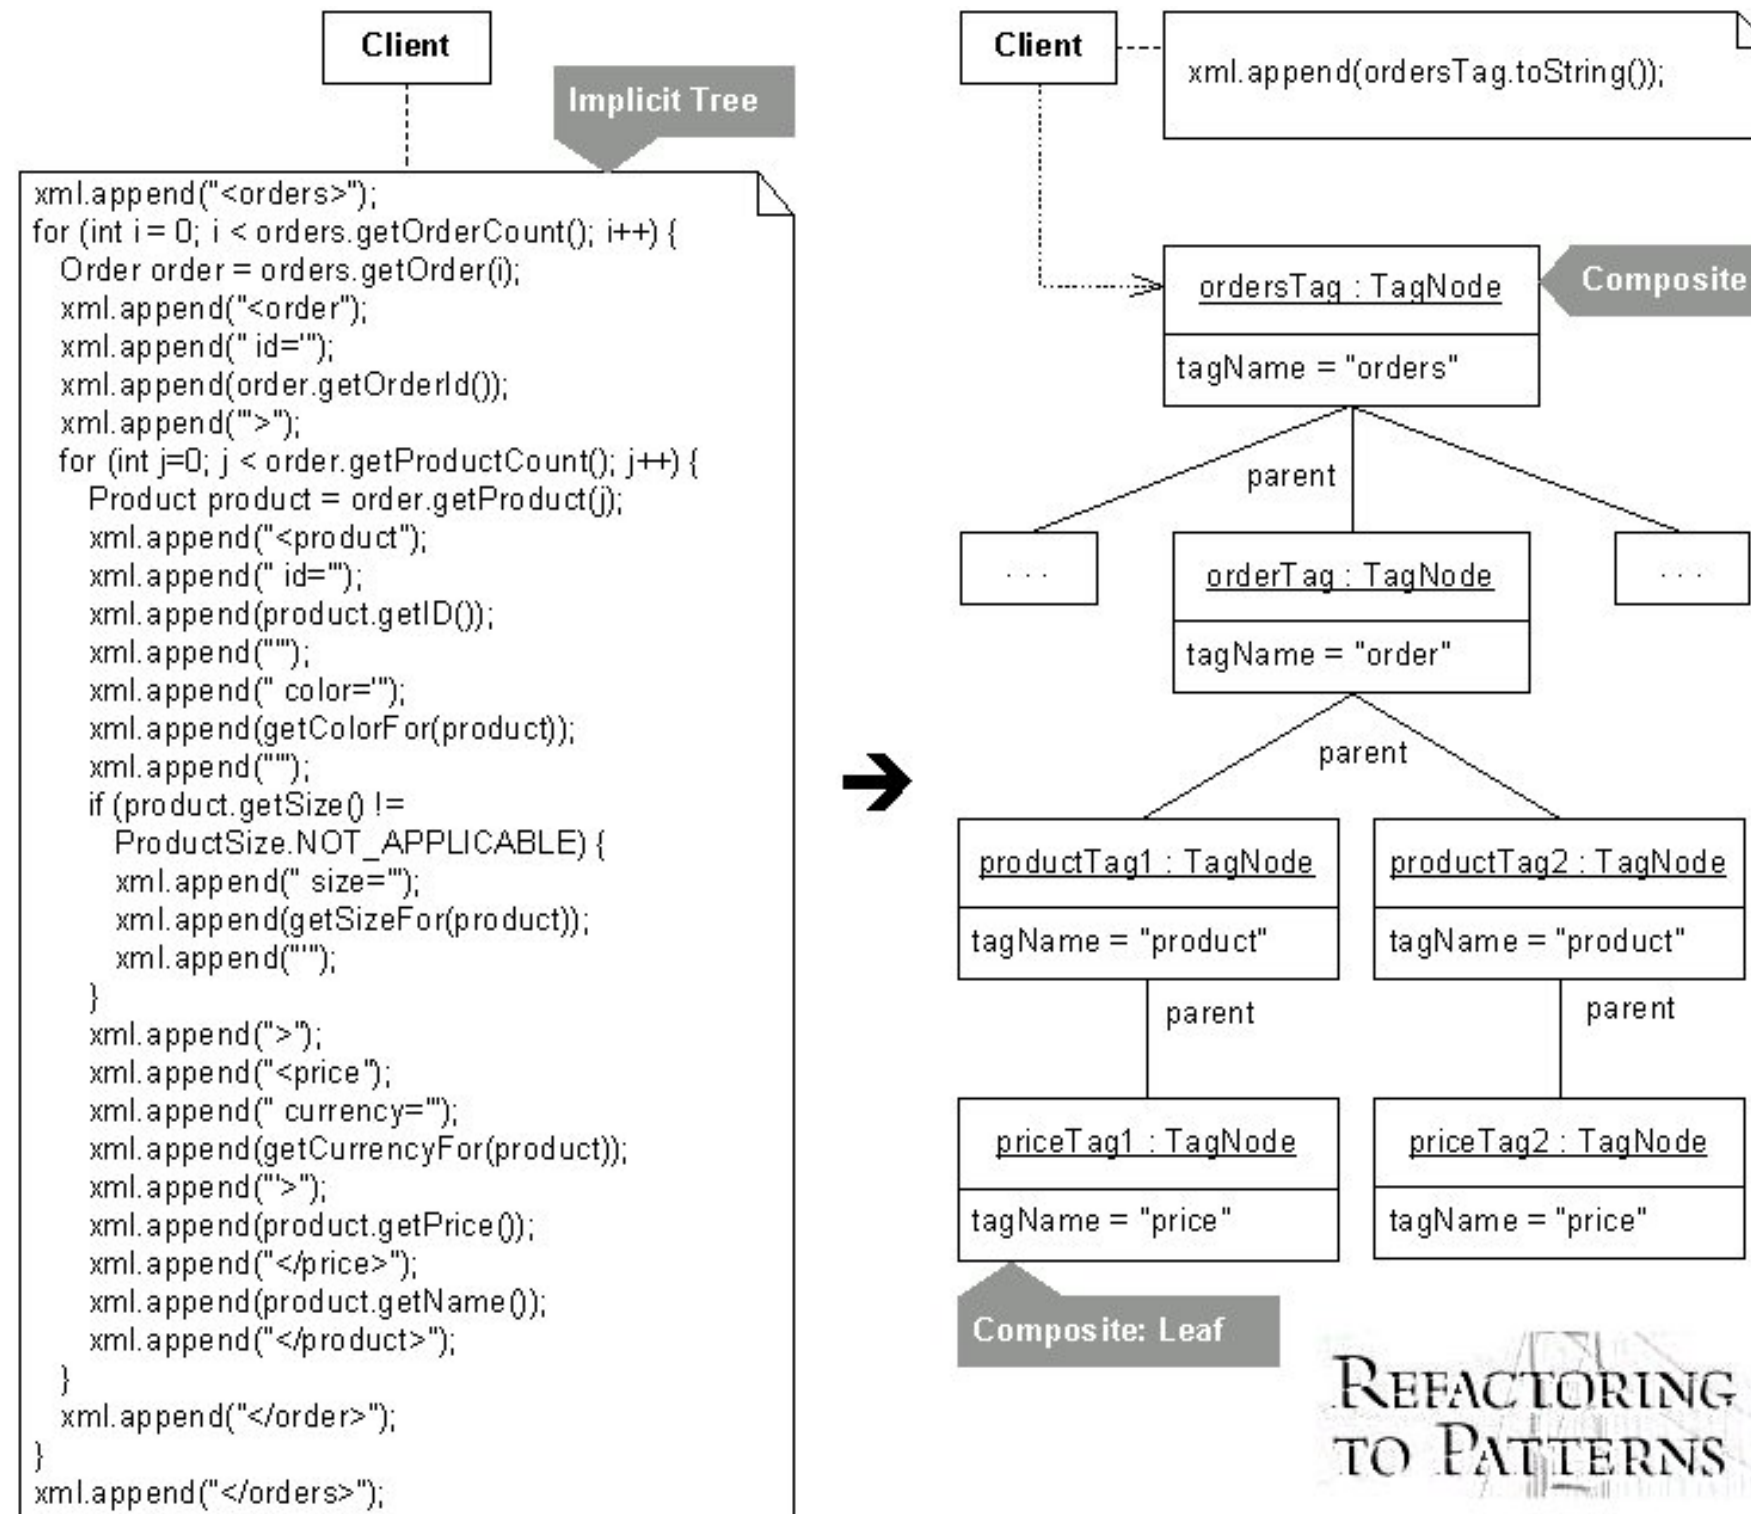 Client
Implicit Tree
xml.append("<orders>");
for (int i = 0; i < orders.getOrderCount(); i++) {
Order order = orders.getOrder(i);
xml.append("<order");
xml.append(" id='");
xml.append(order.getOrderId());
xml.append("'>");
for (int j=0; j < order.getProductCount(); j++) {
Product product = order.getProduct(j);
xml.append("<product");
xml.append(" id='");
xml.append(product.getID());
xml.append("'");
xml.append(" color='");
xml.append(getColorFor(product));
xml.append("'");
if (product.getSize() !=
ProductSize.NOT_APPLICABLE) {
xml.append(" size='");
xml.append(getSizeFor(product));
xml.append("'");
}
xml.append(">");
xml.append("<price");
xml.append(" currency='");
xml.append(getCurrencyFor(product));
xml.append("'>");
xml.append(product.getPrice());
xml.append("</price>");
xml.append(product.getName());
xml.append("</product>");
}
xml.append("</order>");
}
xml.append("</orders>");
Client
xml.append(ordersTag.toString());
ordersTag : TagNode
Composite
tagName = "orders"
parent
. . .
orderTag : TagNode
. . .
tagName = "order"
parent
productTag1 : TagNode
productTag2 : TagNode
tagName = "product"
tagName = "product"
parent
parent
priceTag1 : TagNode
priceTag2 : TagNode
tagName = "price"
tagName = "price"
Composite: Leaf
REFACTORING
TO PATTERNS